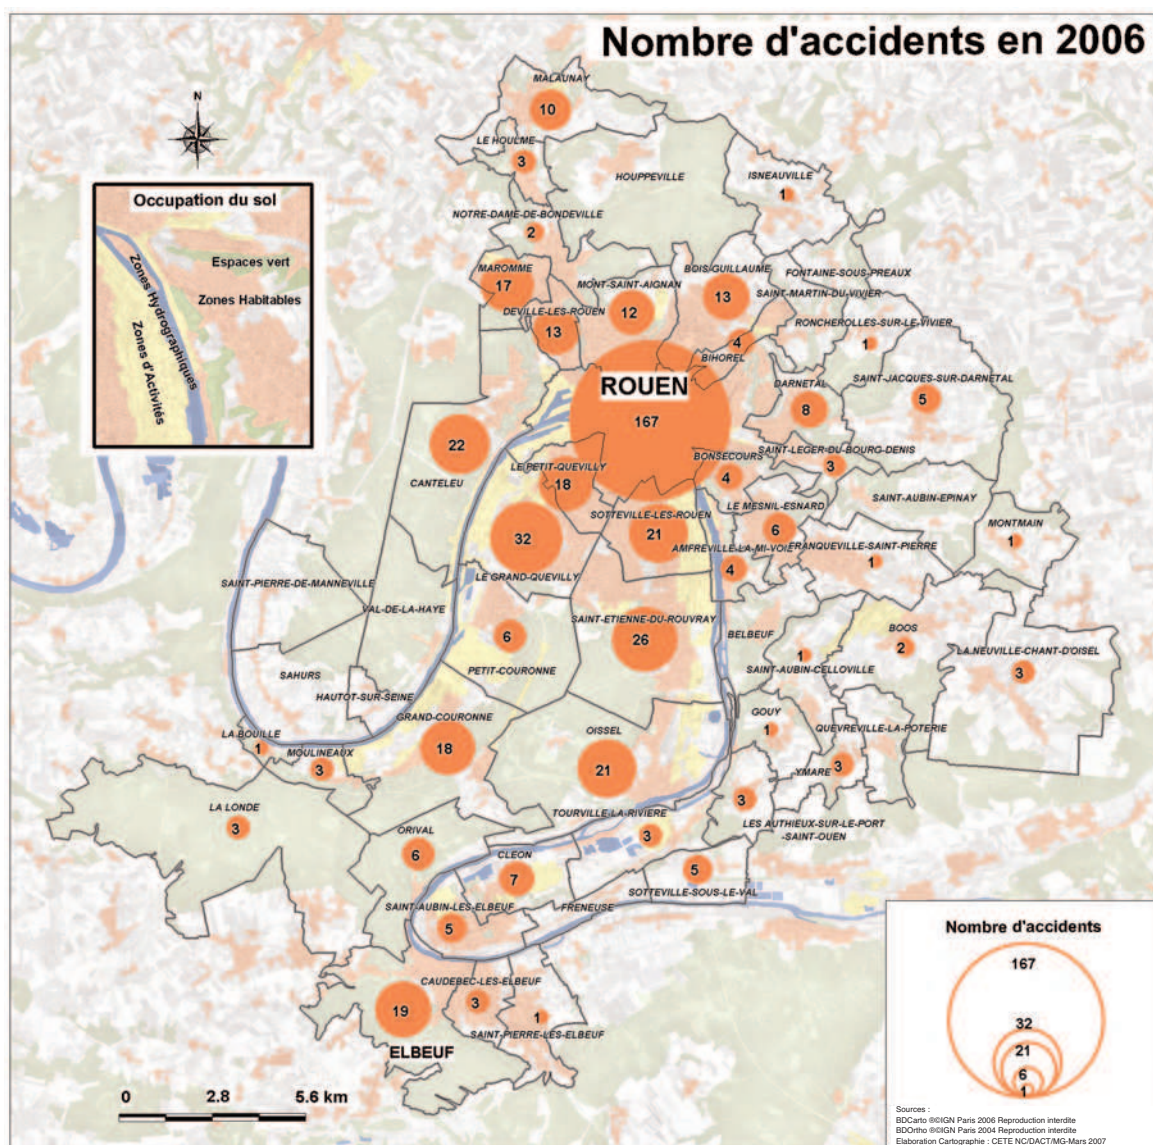 Nombre d'accidents en 2006
N
MALAUNAY
10
LE HOULME
3
HOUPPEVILLE
ISNEAUVILLE
1
Occupation du sol
Espaces vert
Zones Habitables
Zones Hydrographiques
Zones d'Activités
NOTRE-DAME-DE-BONDEVILLE
2
MAROMME
17
MONT-SAINT-AIGNAN
12
BOIS-GUILLAUME
13
FONTAINE-SOUS-PREAUX
SAINT-MARTIN-DU-VIVIER
DEVILLE-LES-ROUEN
13
RONCHEROLLES-SUR-LE-VIVIER
1
4
BIHOREL
ROUEN
167
DARNETAL
8
SAINT-JACQUES-SUR-DARNETAL
5
22
CANTELEU
LE PETIT-QUEVILLY
18
BONSECOURS
4
SAINT-LEGER-DU-BOURG-DENIS
3
SAINT-AUBIN-EPINAY
LE MESNIL-ESNARD
6
SOTTEVILLE-LES-ROUEN
21
32
LE GRAND-QUEVILLY
AMFREVILLE-LA-MI-VOIE
4
FRANQUEVILLE-SAINT-PIERRE
1
MONTMAIN
1
SAINT-PIERRE-DE-MANNEVILLE
VAL-DE-LA-HAYE
SAINT-ETIENNE-DU-ROUVRAY
26
6
PETIT-COURONNE
BELBEUF
1
SAINT-AUBIN-CELLOVILLE
BOOS
2
LA NEUVILLE-CHANT-D'OISEL
3
SAHURS
HAUTOT-SUR-SEINE
GRAND-COURONNE
18
OISSEL
21
GOUY
1
QUEVREVILLE-LA-POTERIE
3
YMARE
LA BOUILLE
1
MOULINEAUX
3
LA LONDE
3
3
LES AUTHIEUX-SUR-LE-PORT
-SAINT-OUEN
TOURVILLE-LA-RIVIERE
3
ORIVAL
6
CLEON
7
5
SOTTEVILLE-SOUS-LE-VAL
FRENEUSE
SAINT-AUBIN-LES-ELBEUF
5
CAUDEBEC-LES-ELBEUF
3
1
SAINT-PIERRE-LES-ELBEUF
19
ELBEUF
0 2.8 5.6 km
Nombre d'accidents
167
32
21
6
1
Sources :
BDCarto ®©IGN Paris 2006 Reproduction interdite
BDOrtho ®©IGN Paris 2004 Reproduction interdite
Elaboration Cartographie : CETE NC/DACT/MG-Mars 2007